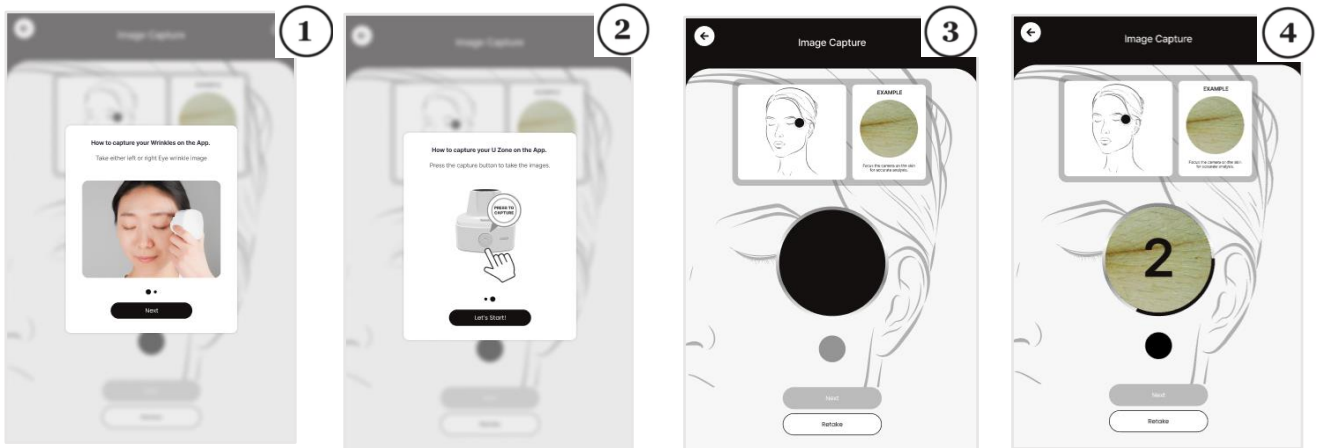 1
Image Capture
How to capture your Wrinkles on the App.
Take either left or right Eye wrinkle image
Next
2
Image Capture
How to capture your U Zone on the App.
Press the capture button to take the images.
PRESS TO
CAPTURE
Let's Start!
3
Image Capture
EXAMPLE
Focus the camera on the skin
for accurate analysis.
Next
Retake
4
Image Capture
EXAMPLE
Focus the camera on the skin
for accurate analysis.
2
Next
Retake